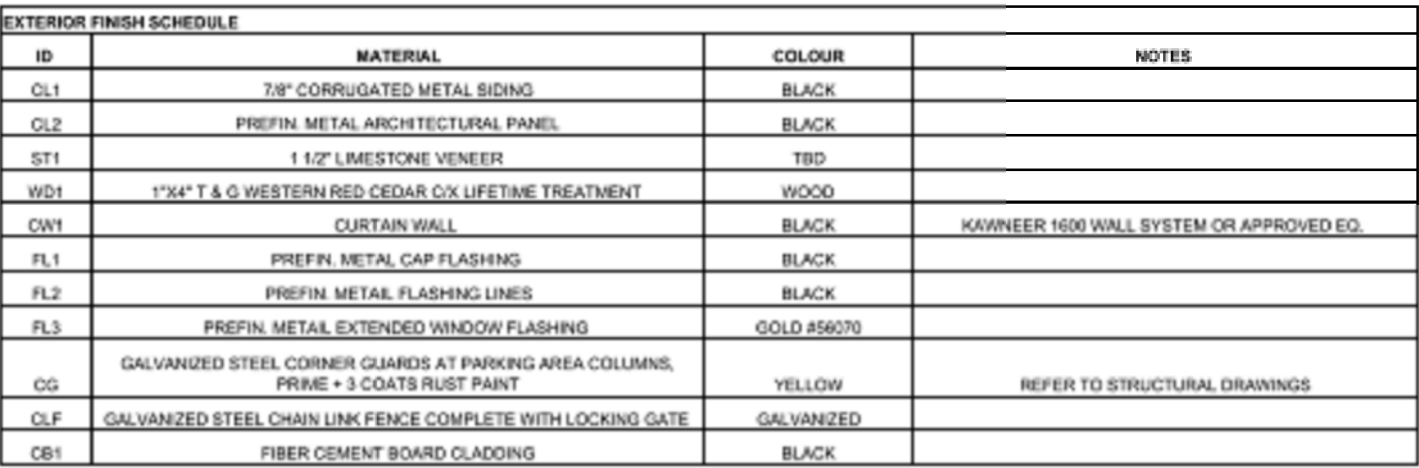 EXTERIOR FINISH SCHEDULE
ID MATERIAL COLOUR NOTES
CL1 7/8" CORRUGATED METAL SIDING BLACK
CL2 PREFIN. METAL ARCHITECTURAL PANEL BLACK
ST1 1 1/2" LIMESTONE VENEER TBD
WD1 1"X4" T & G WESTERN RED CEDAR C/X LIFETIME TREATMENT WOOD
CW1 CURTAIN WALL BLACK KAWNEER 1600 WALL SYSTEM OR APPROVED EQ.
FL1 PREFIN. METAL CAP FLASHING BLACK
FL2 PREFIN. METAIL FLASHING LINES BLACK
FL3 PREFIN. METAIL EXTENDED WINDOW FLASHING GOLD #56070
GALVANIZED STEEL CORNER GUARDS AT PARKING AREA COLUMNS,
CG PRIME + 3 COATS RUST PAINT YELLOW REFER TO STRUCTURAL DRAWINGS
CLF GALVANIZED STEEL CHAIN LINK FENCE COMPLETE WITH LOCKING GATE GALVANIZED
CB1 FIBER CEMENT BOARD CLADDING BLACK